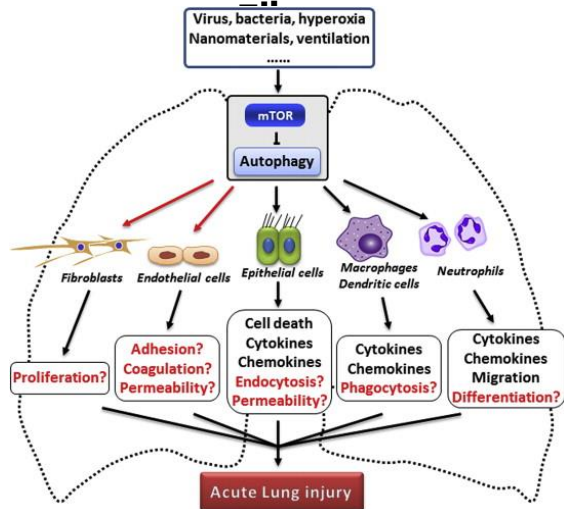 Virus, bacteria, hyperoxia
Nanomaterials, ventilation
......
mTOR
Autophagy
Fibroblasts
Endothelial cells
Epithelial cells
Macrophages
Dendritic cells
Neutrophils
Proliferation?
Adhesion?
Coagulation?
Permeability?
Cell death
Cytokines
Chemokines
Endocytosis?
Permeability?
Cytokines
Chemokines
Phagocytosis?
Cytokines
Chemokines
Migration
Differentiation?
Acute Lung injury